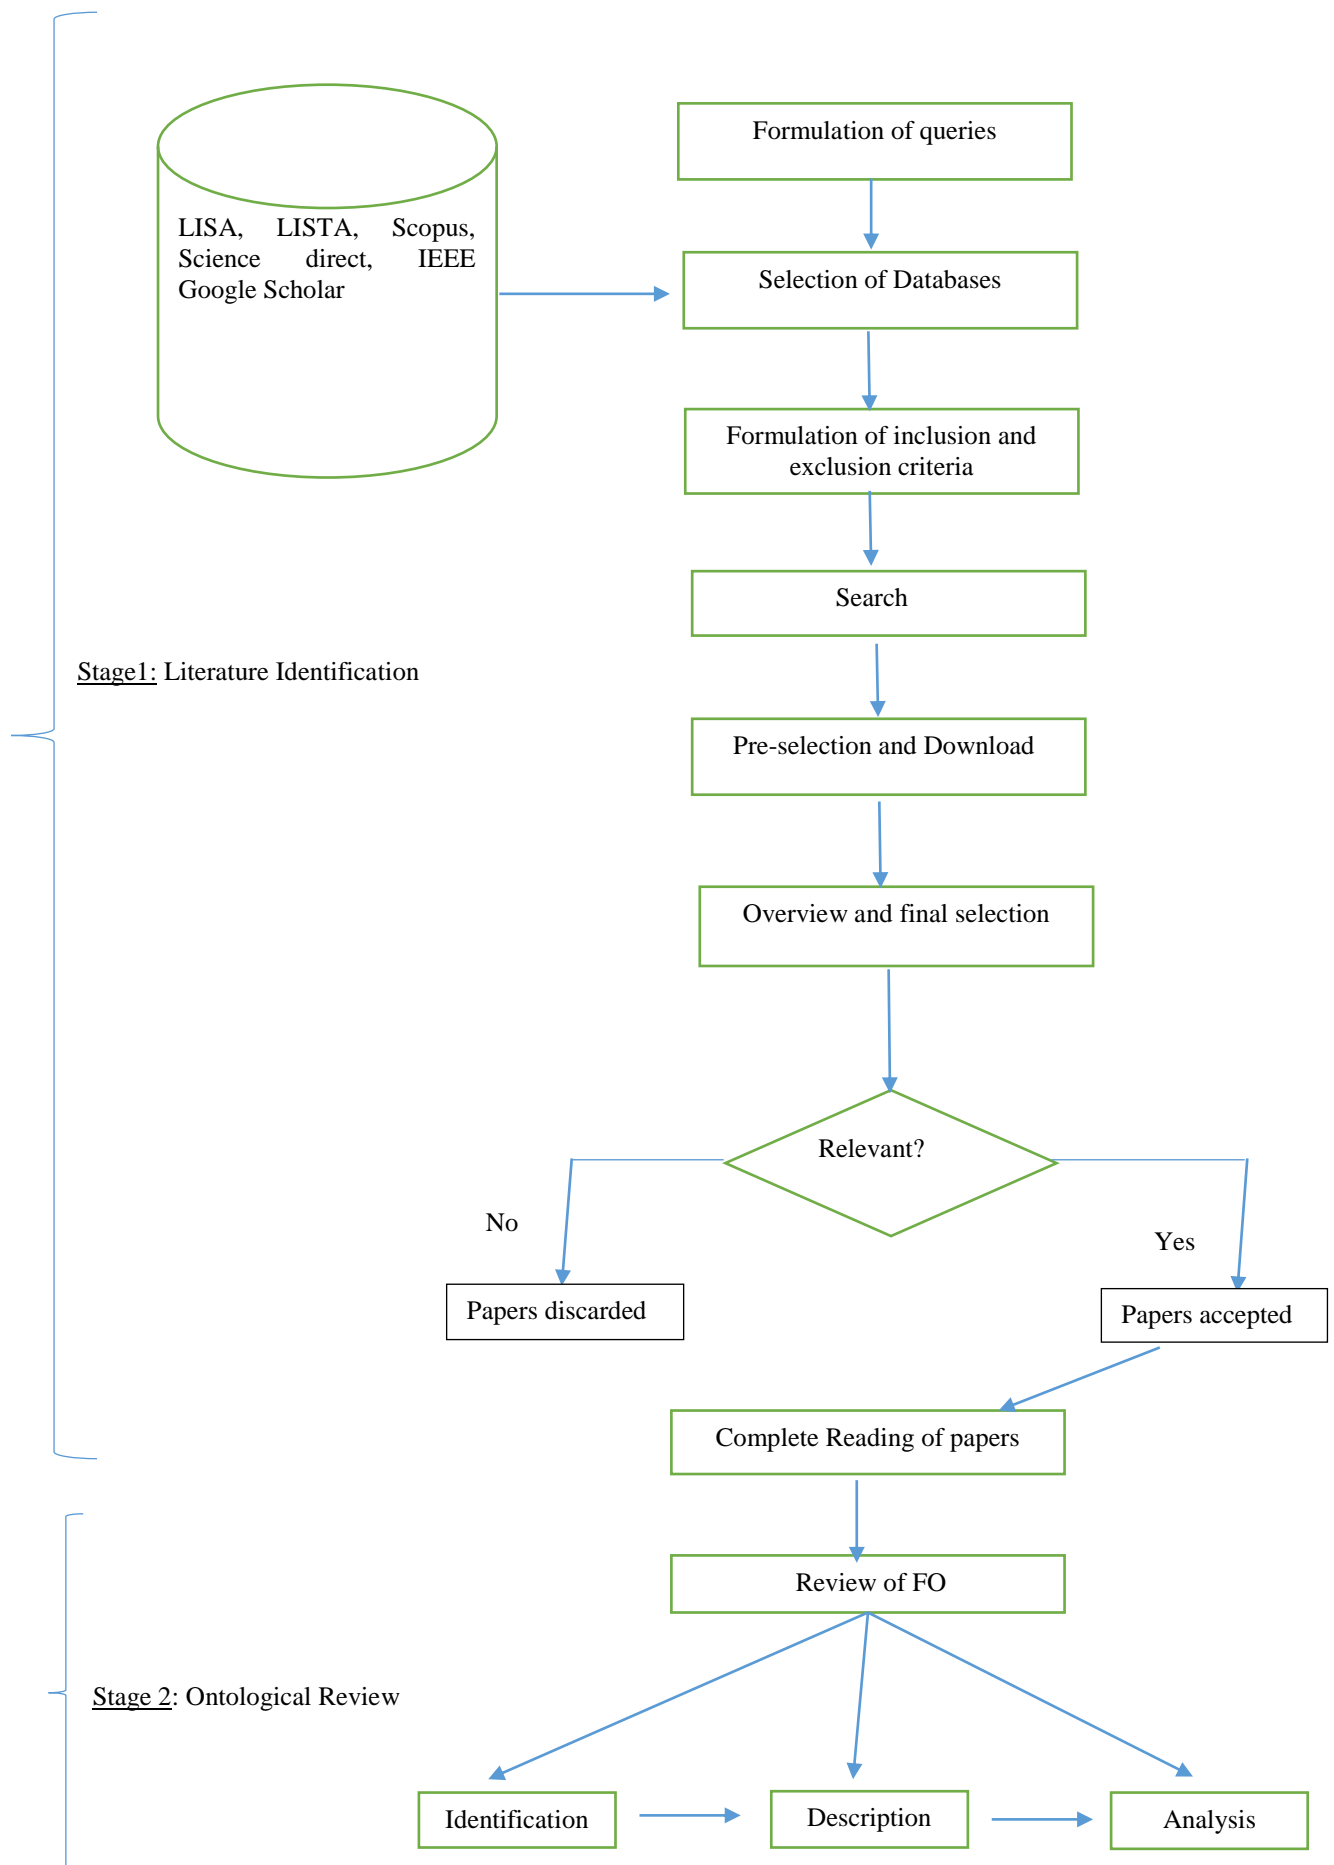 Formulation of queries
LISA, LISTA, Scopus,
Science direct, IEEE
Google Scholar
Selection of Databases
Formulation of inclusion and
exclusion criteria
Search
Stage1: Literature Identification
Pre-selection and Download
Overview and final selection
Relevant?
No
Yes
Papers discarded
Papers accepted
Complete Reading of papers
Review of FO
Stage 2: Ontological Review
Identification
Description
Analysis